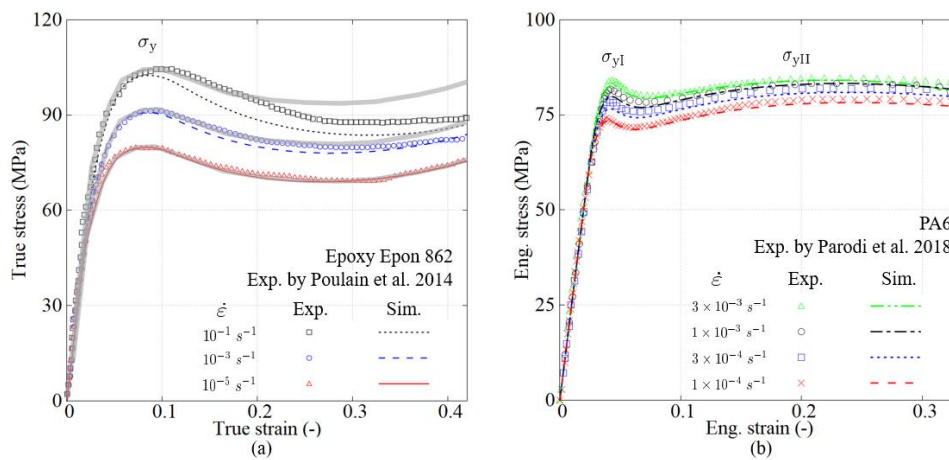 120
90
60
30
0
True stress (MPa)
σy
Epoxy Epon 862
Exp. by Poulain et al. 2014
ε̇ Exp. Sim.
10⁻¹ s⁻¹
10⁻³ s⁻¹
10⁻⁵ s⁻¹
0 0.1 0.2 0.3 0.4
True strain (-)
(a)
100
75
50
25
0
Eng. stress (MPa)
σyI σyII
PA6
Exp. by Parodi et al. 2018
ε̇ Exp. Sim.
3 × 10⁻³ s⁻¹
1 × 10⁻³ s⁻¹
3 × 10⁻⁴ s⁻¹
1 × 10⁻⁴ s⁻¹
0 0.1 0.2 0.3
Eng. strain (-)
(b)